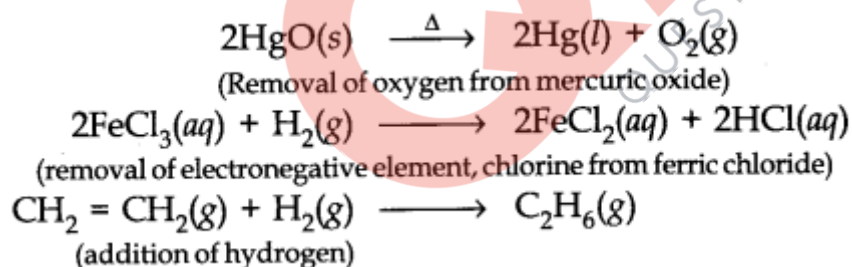 2HgO(s) —Δ→ 2Hg(l) + O₂(g)
(Removal of oxygen from mercuric oxide)
2FeCl₃(aq) + H₂(g) ⟶ 2FeCl₂(aq) + 2HCl(aq)
(removal of electronegative element, chlorine from ferric chloride)
CH₂ = CH₂(g) + H₂(g) ⟶ C₂H₆(g)
(addition of hydrogen)